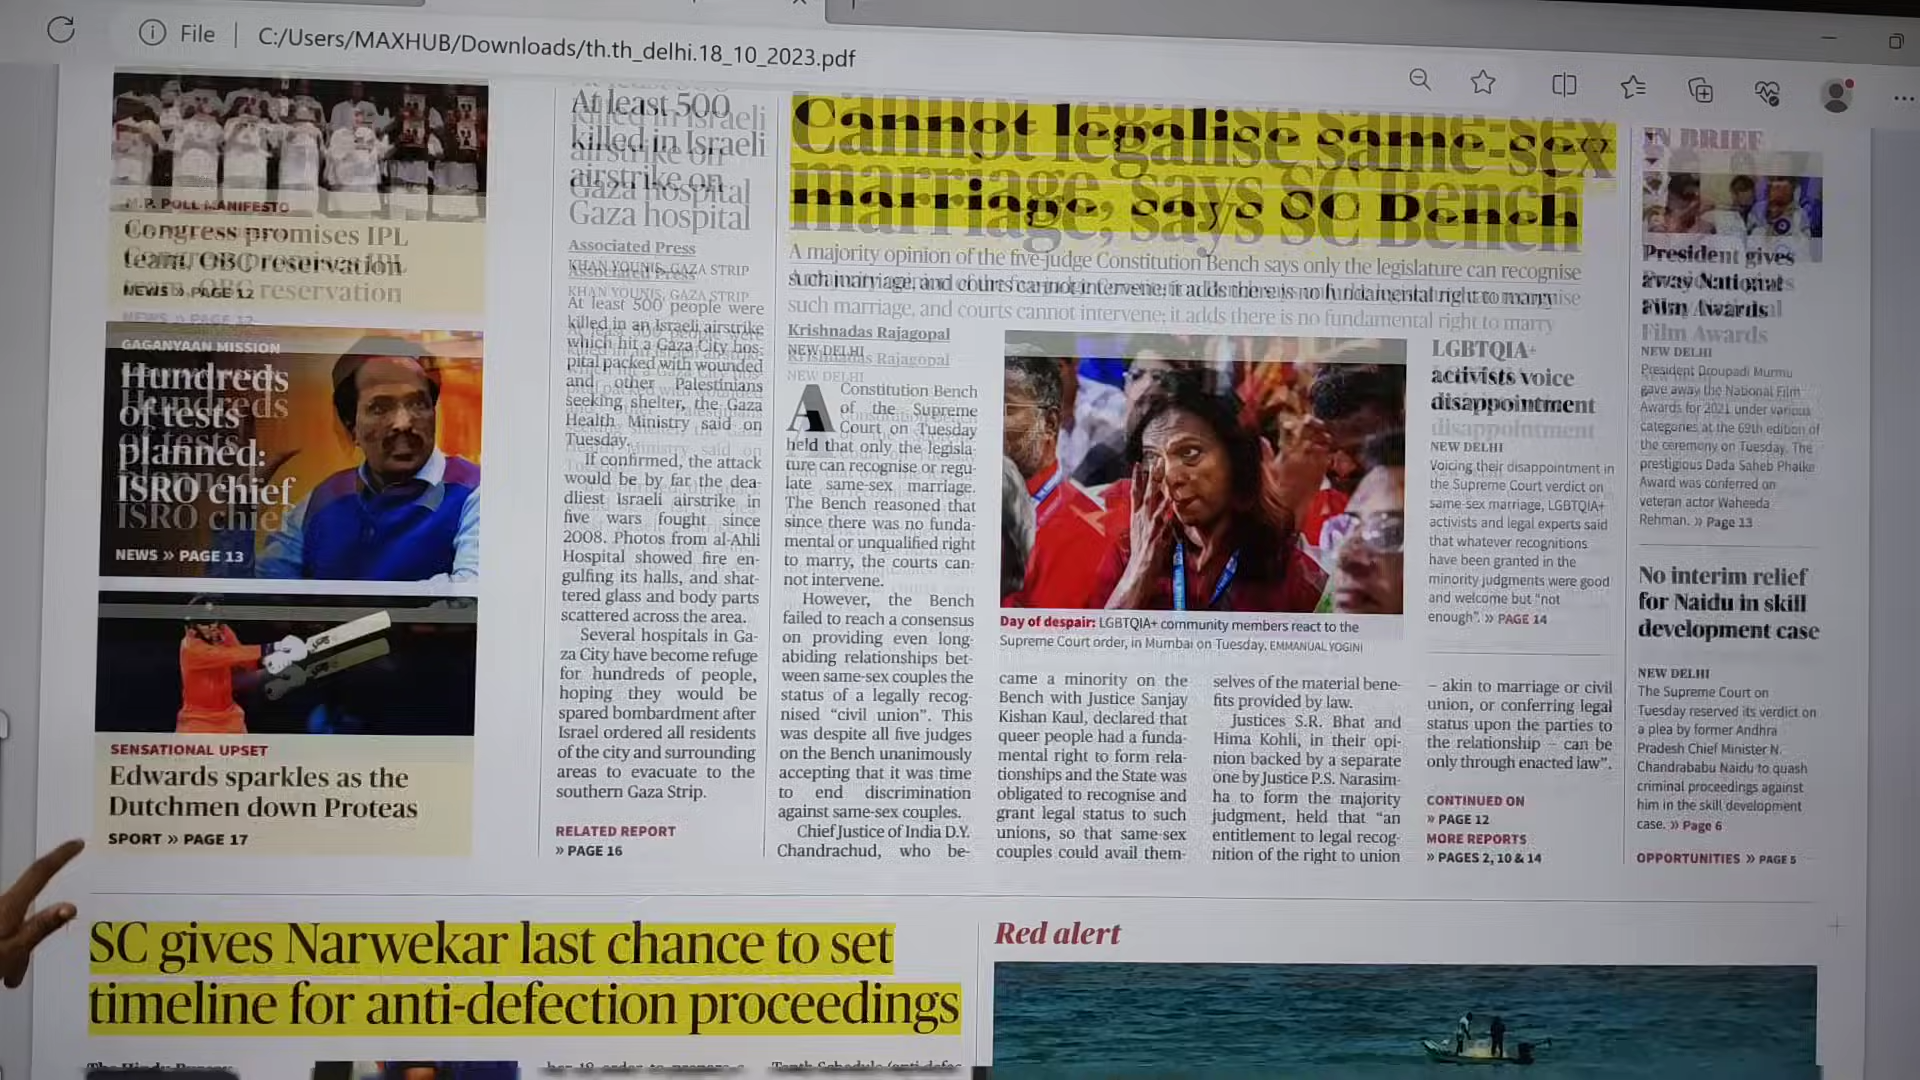 File | C:/Users/MAXHUB/Downloads/th.th_delhi.18_10_2023.pdf
M.P. POLL MANIFESTO
Congress promises IPL
team, OBC reservation
NEWS » PAGE 12
GAGANYAAN MISSION
Hundreds
of tests
planned:
ISRO chief
NEWS » PAGE 13
SENSATIONAL UPSET
Edwards sparkles as the
Dutchmen down Proteas
SPORT » PAGE 17
At least 500
killed in Israeli
airstrike on
Gaza hospital
Associated Press
KHAN YOUNIS, GAZA STRIP
At least 500 people were
killed in an Israeli airstrike
which hit a Gaza City hos-
pital packed with wounded
and other Palestinians
seeking shelter, the Gaza
Health Ministry said on
Tuesday.
If confirmed, the attack
would be by far the dea-
dliest Israeli airstrike in
five wars fought since
2008. Photos from al-Ahli
Hospital showed fire en-
gulfing its halls, and shat-
tered glass and body parts
scattered across the area.
Several hospitals in Ga-
za City have become refuge
for hundreds of people,
hoping they would be
spared bombardment after
Israel ordered all residents
of the city and surrounding
areas to evacuate to the
southern Gaza Strip.
RELATED REPORT
» PAGE 16
Cannot legalise same-sex
marriage, says SC Bench
A majority opinion of the five-judge Constitution Bench says only the legislature can recognise
such marriage, and courts cannot intervene; it adds there is no fundamental right to marry
Krishnadas Rajagopal
NEW DELHI
A Constitution Bench
of the Supreme
Court on Tuesday
held that only the legisla-
ture can recognise or regu-
late same-sex marriage.
The Bench reasoned that
since there was no funda-
mental or unqualified right
to marry, the courts can-
not intervene.
However, the Bench
failed to reach a consensus
on providing even long-
abiding relationships bet-
ween same-sex couples the
status of a legally recog-
nised “civil union”. This
was despite all five judges
on the Bench unanimously
accepting that it was time
to end discrimination
against same-sex couples.
Chief Justice of India D.Y.
Chandrachud, who be-
Day of despair: LGBTQIA+ community members react to the
Supreme Court order, in Mumbai on Tuesday. EMMANUAL YOGINI
came a minority on the
Bench with Justice Sanjay
Kishan Kaul, declared that
queer people had a funda-
mental right to form rela-
tionships and the State was
obligated to recognise and
grant legal status to such
unions, so that same-sex
couples could avail them-
selves of the material bene-
fits provided by law.
Justices S.R. Bhat and
Hima Kohli, in their opi-
nion backed by a separate
one by Justice P.S. Narasim-
ha to form the majority
judgment, held that “an
entitlement to legal recog-
nition of the right to union
– akin to marriage or civil
union, or conferring legal
status upon the parties to
the relationship – can be
only through enacted law”.
CONTINUED ON
» PAGE 12
MORE REPORTS
» PAGES 2, 10 & 14
LGBTQIA+
activists voice
disappointment
NEW DELHI
Voicing their disappointment in
the Supreme Court verdict on
same-sex marriage, LGBTQIA+
activists and legal experts said
that whatever recognitions
have been granted in the
minority judgments were good
and welcome but “not
enough”. » PAGE 14
IN BRIEF
President gives
away National
Film Awards
NEW DELHI
President Droupadi Murmu
gave away the National Film
Awards for 2021 under various
categories at the 69th edition of
the ceremony on Tuesday. The
prestigious Dada Saheb Phalke
Award was conferred on
veteran actor Waheeda
Rehman. » Page 13
No interim relief
for Naidu in skill
development case
NEW DELHI
The Supreme Court on
Tuesday reserved its verdict on
a plea by former Andhra
Pradesh Chief Minister N.
Chandrababu Naidu to quash
criminal proceedings against
him in the skill development
case. » Page 6
OPPORTUNITIES » PAGE 5
SC gives Narwekar last chance to set
timeline for anti-defection proceedings
Red alert